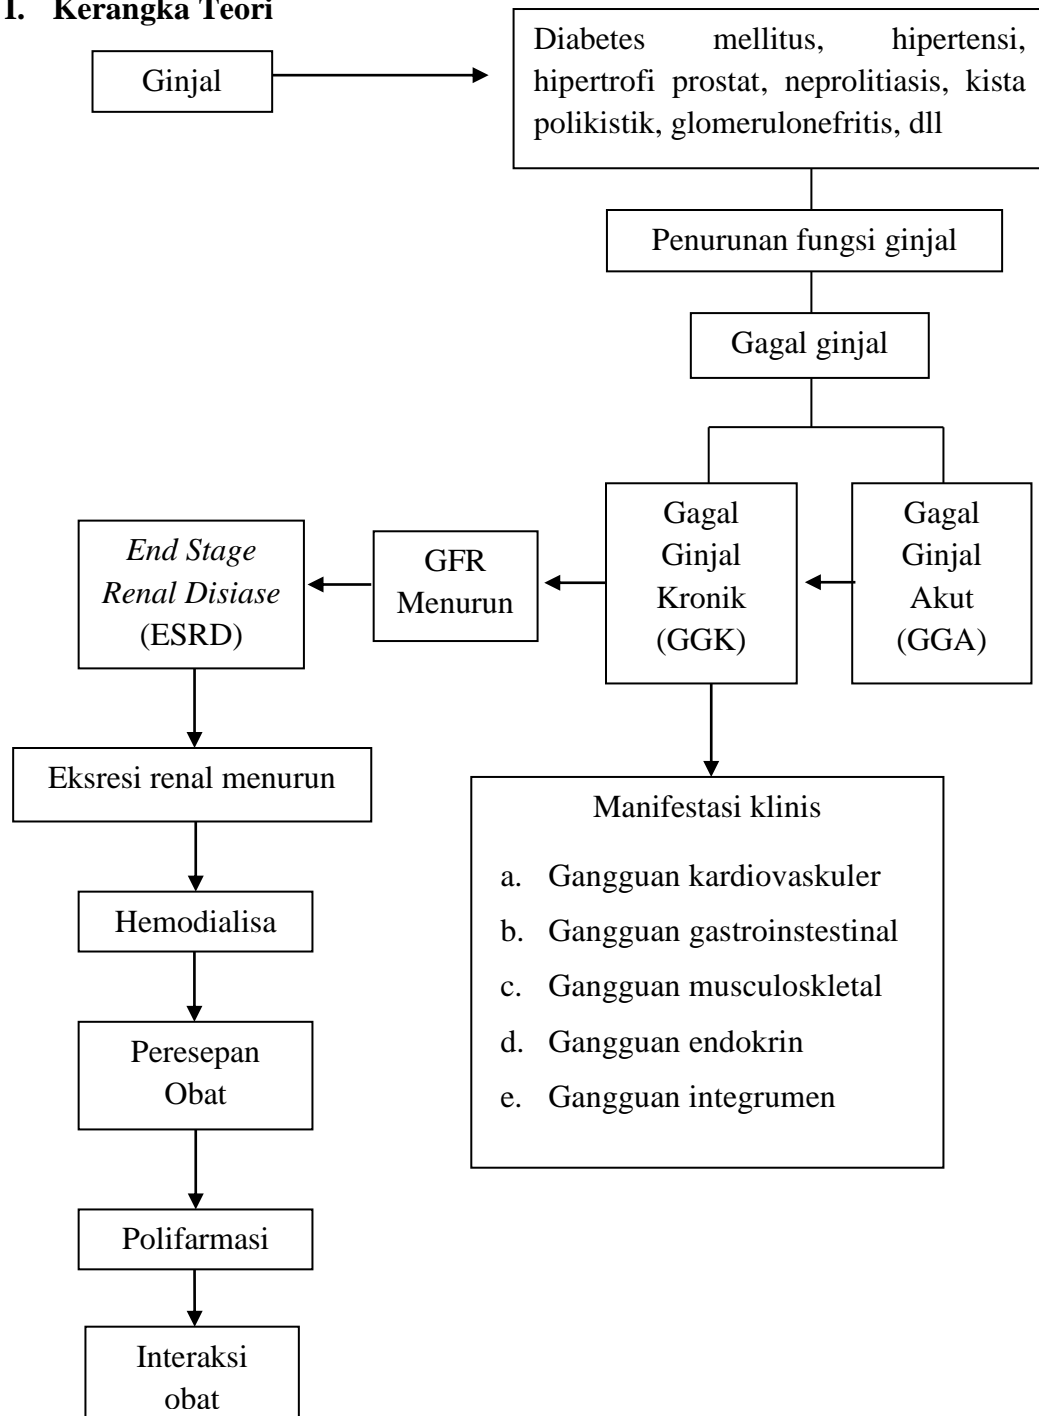 I. Kerangka Teori
Ginjal
Diabetes mellitus, hipertensi,
hipertrofi prostat, neprolitiasis, kista
polikistik, glomerulonefritis, dll
Penurunan fungsi ginjal
Gagal ginjal
Gagal
Ginjal
Kronik
(GGK)
Gagal
Ginjal
Akut
(GGA)
GFR
Menurun
End Stage
Renal Disiase
(ESRD)
Eksresi renal menurun
Hemodialisa
Peresepan
Obat
Polifarmasi
Interaksi
obat
Manifestasi klinis
a. Gangguan kardiovaskuler
b. Gangguan gastroinstestinal
c. Gangguan musculoskletal
d. Gangguan endokrin
e. Gangguan integrumen